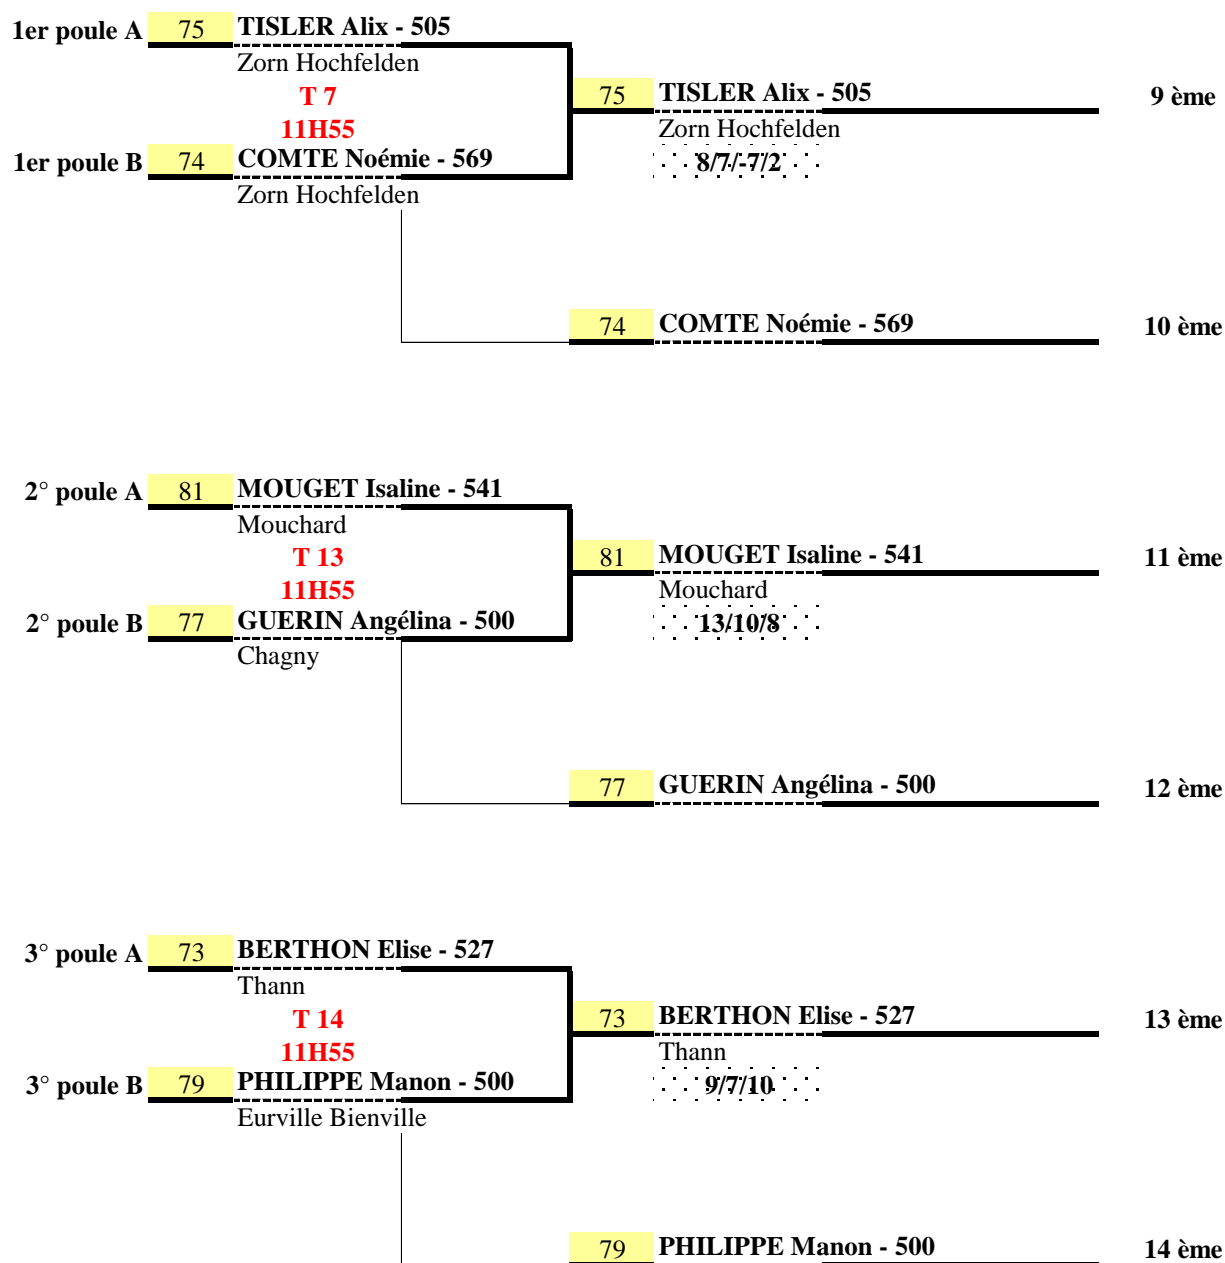 1er poule A 75 TISLER Alix - 505
Zorn Hochfelden
T 7
75 TISLER Alix - 505 9 ème
11H55
Zorn Hochfelden
1er poule B 74 COMTE Noémie - 569
8/7/-7/2
Zorn Hochfelden
74 COMTE Noémie - 569 10 ème
2° poule A 81 MOUGET Isaline - 541
Mouchard
T 13
81 MOUGET Isaline - 541 11 ème
11H55
Mouchard
2° poule B 77 GUERIN Angélina - 500
13/10/8
Chagny
77 GUERIN Angélina - 500 12 ème
3° poule A 73 BERTHON Elise - 527
Thann
T 14
73 BERTHON Elise - 527 13 ème
11H55
Thann
3° poule B 79 PHILIPPE Manon - 500
9/7/10
Eurville Bienville
79 PHILIPPE Manon - 500 14 ème